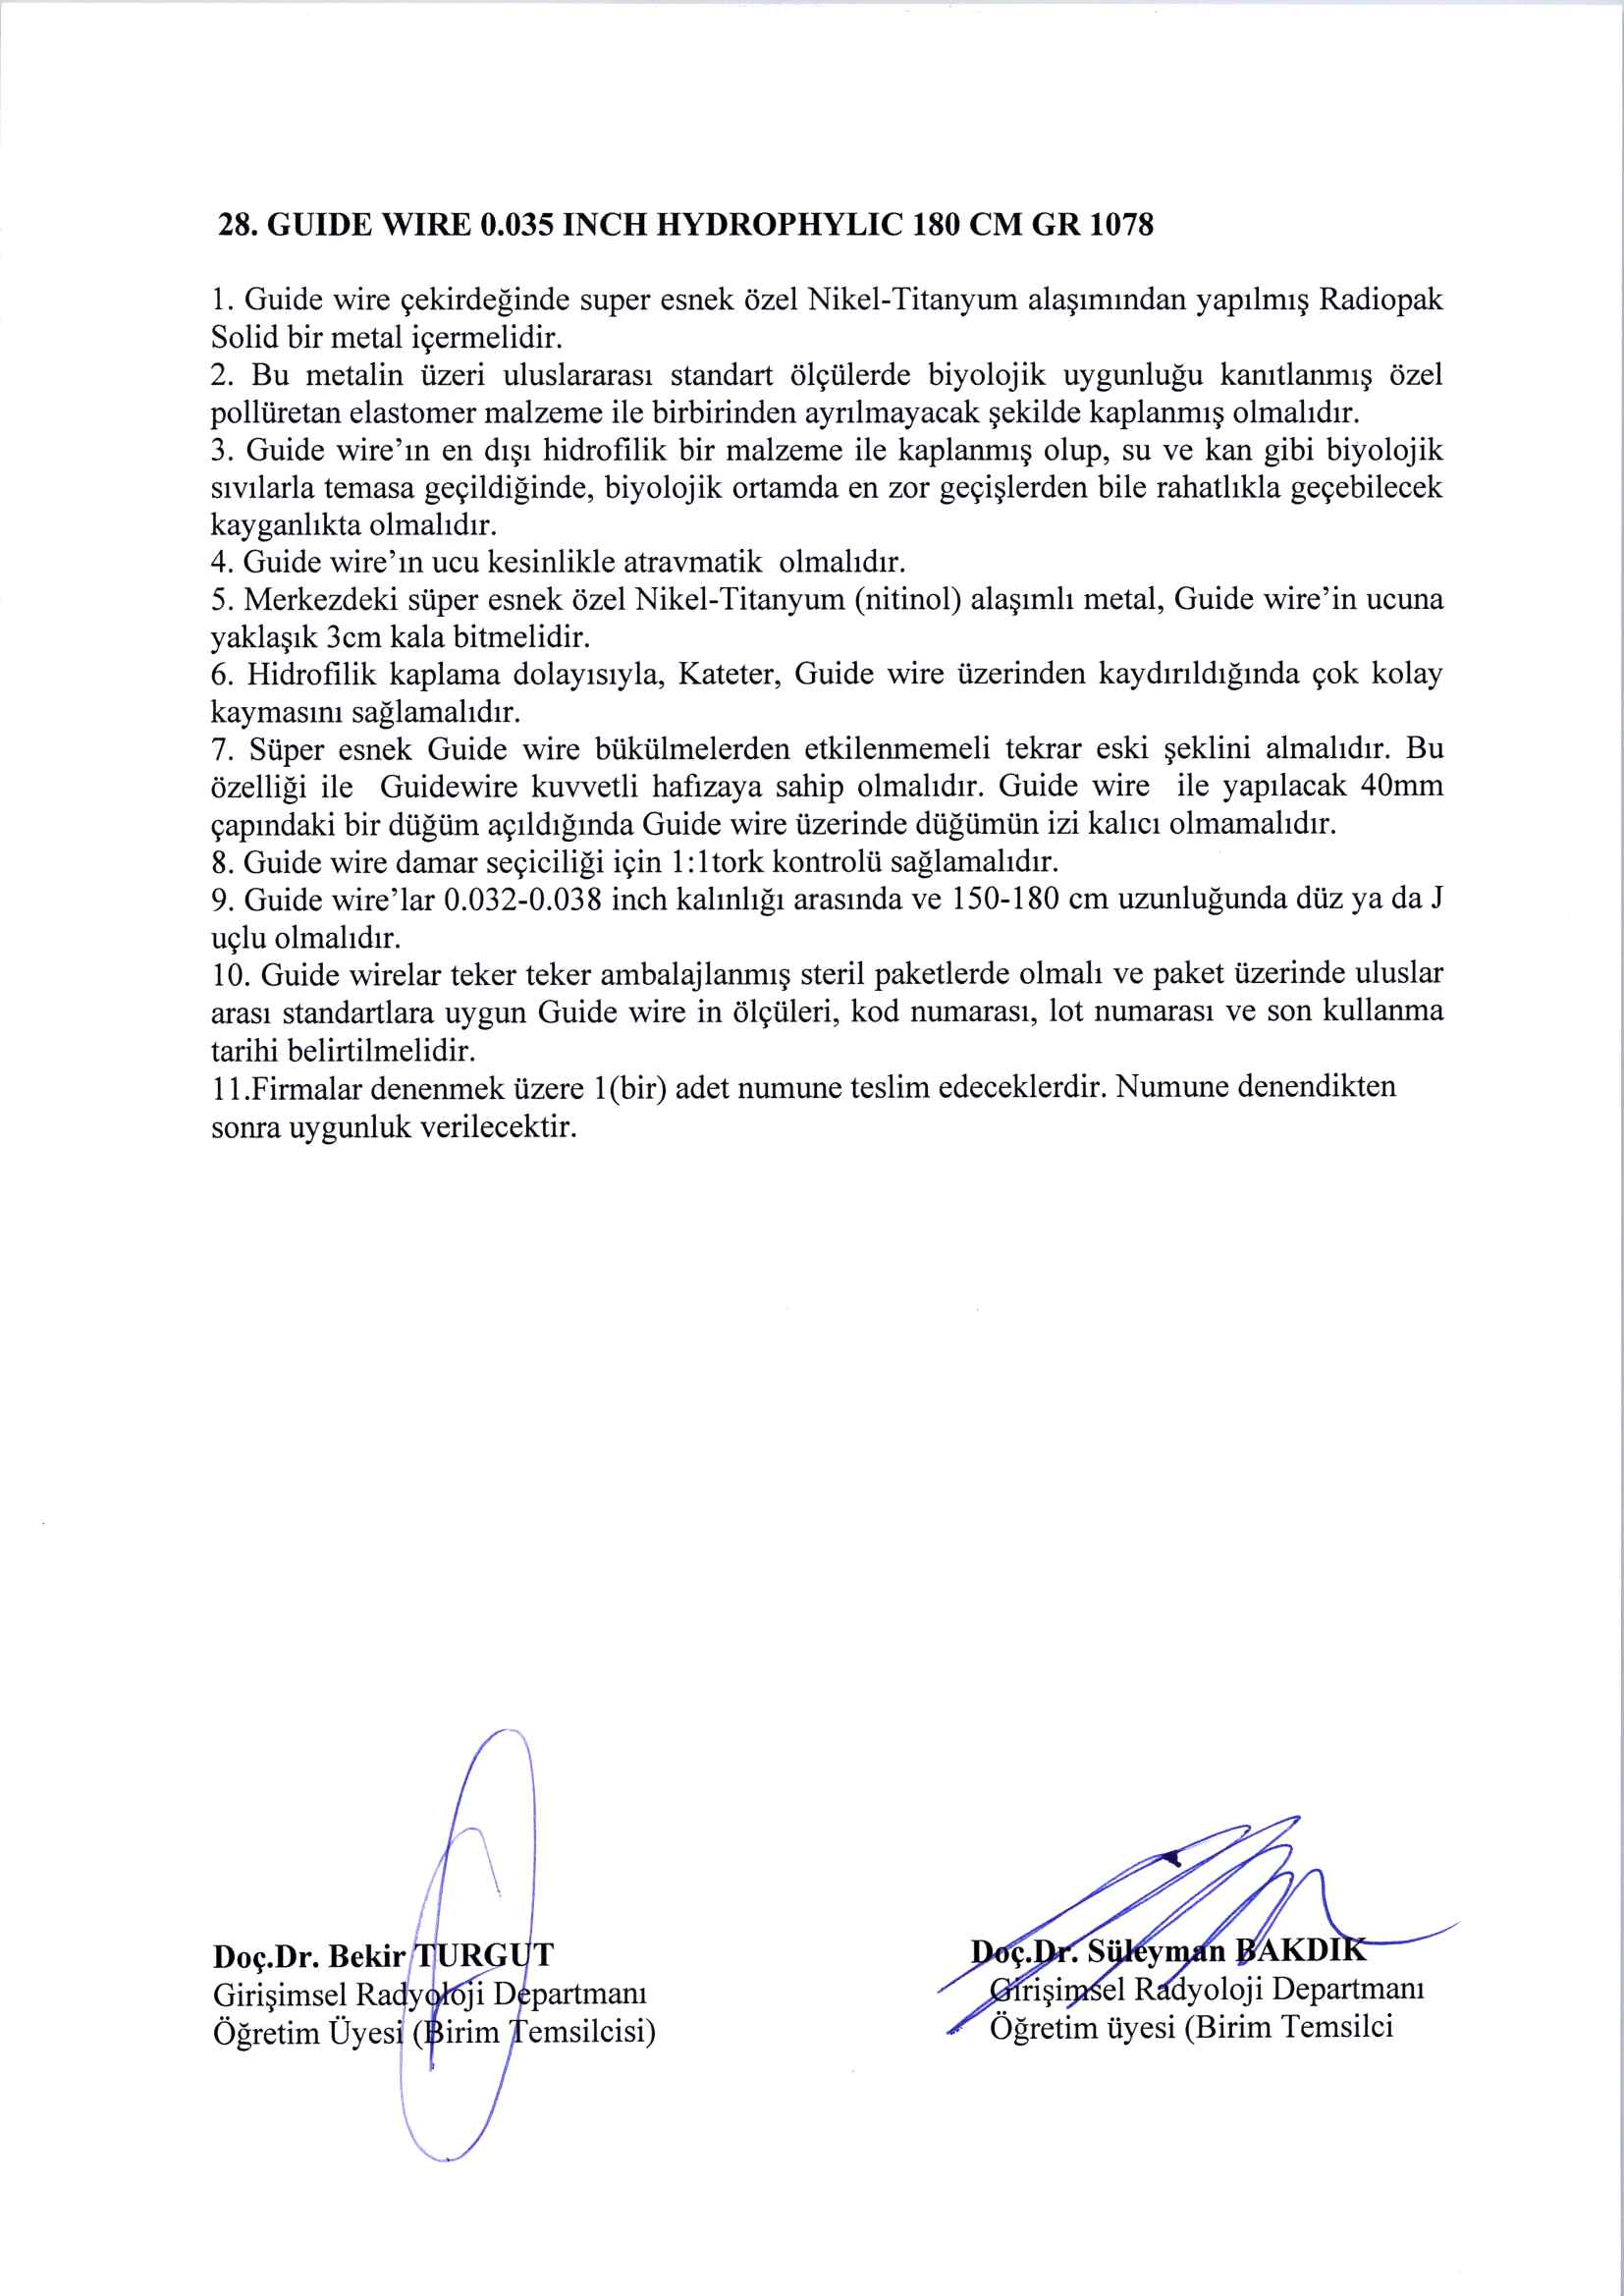 28. GUIDE WIRE 0.035 INCH HYDROPHYLIC 180 CM GR 1078
1. Guide wire çekirdeğinde super esnek özel Nikel-Titanyum alaşımından yapılmış Radiopak
Solid bir metal içermelidir.
2. Bu metalin üzeri uluslararası standart ölçülerde biyolojik uygunluğu kanıtlanmış özel
pollüretan elastomer malzeme ile birbirinden ayrılmayacak şekilde kaplanmış olmalıdır.
3. Guide wire’ın en dışı hidrofilik bir malzeme ile kaplanmış olup, su ve kan gibi biyolojik
sıvılarla temasa geçildiğinde, biyolojik ortamda en zor geçişlerden bile rahatlıkla geçebilecek
kayganlıkta olmalıdır.
4. Guide wire’ın ucu kesinlikle atravmatik  olmalıdır.
5. Merkezdeki süper esnek özel Nikel-Titanyum (nitinol) alaşımlı metal, Guide wire’in ucuna
yaklaşık 3cm kala bitmelidir.
6. Hidrofilik kaplama dolayısıyla, Kateter, Guide wire üzerinden kaydırıldığında çok kolay
kaymasını sağlamalıdır.
7. Süper esnek Guide wire bükülmelerden etkilenmemeli tekrar eski şeklini almalıdır. Bu
özelliği ile  Guidewire kuvvetli hafızaya sahip olmalıdır. Guide wire  ile yapılacak 40mm
çapındaki bir düğüm açıldığında Guide wire üzerinde düğümün izi kalıcı olmamalıdır.
8. Guide wire damar seçiciliği için 1:1tork kontrolü sağlamalıdır.
9. Guide wire’lar 0.032-0.038 inch kalınlığı arasında ve 150-180 cm uzunluğunda düz ya da J
uçlu olmalıdır.
10. Guide wirelar teker teker ambalajlanmış steril paketlerde olmalı ve paket üzerinde uluslar
arası standartlara uygun Guide wire in ölçüleri, kod numarası, lot numarası ve son kullanma
tarihi belirtilmelidir.
11.Firmalar denenmek üzere 1(bir) adet numune teslim edeceklerdir. Numune denendikten
sonra uygunluk verilecektir.
Doç.Dr. Bekir TURGUT
Girişimsel Radyoloji Departmanı
Öğretim Üyesi (Birim Temsilcisi)
Doç.Dr. Süleyman BAKDIK
Girişimsel Radyoloji Departmanı
Öğretim üyesi (Birim Temsilci